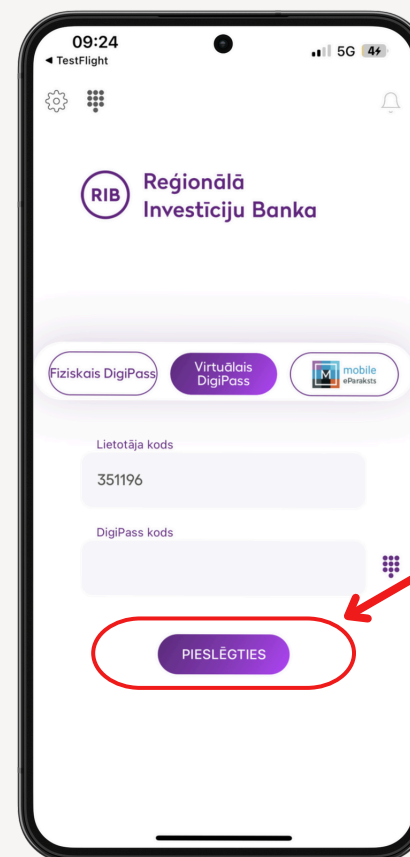 09:24
◄ TestFlight
5G 4
RIB
Reģionālā
Investīciju Banka
Fiziskais DigiPass
Virtuālais
DigiPass
M mobile
eParaksts
Lietotāja kods
351196
DigiPass kods
PIESLĒGTIES